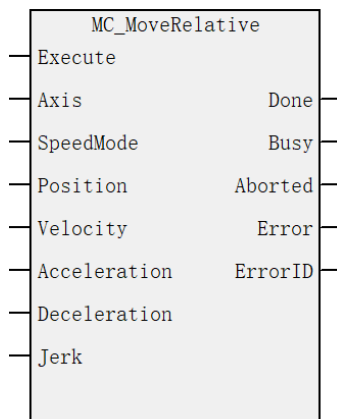 MC_MoveRelative
Execute
Axis Done
SpeedMode Busy
Position Aborted
Velocity Error
Acceleration ErrorID
Deceleration
Jerk